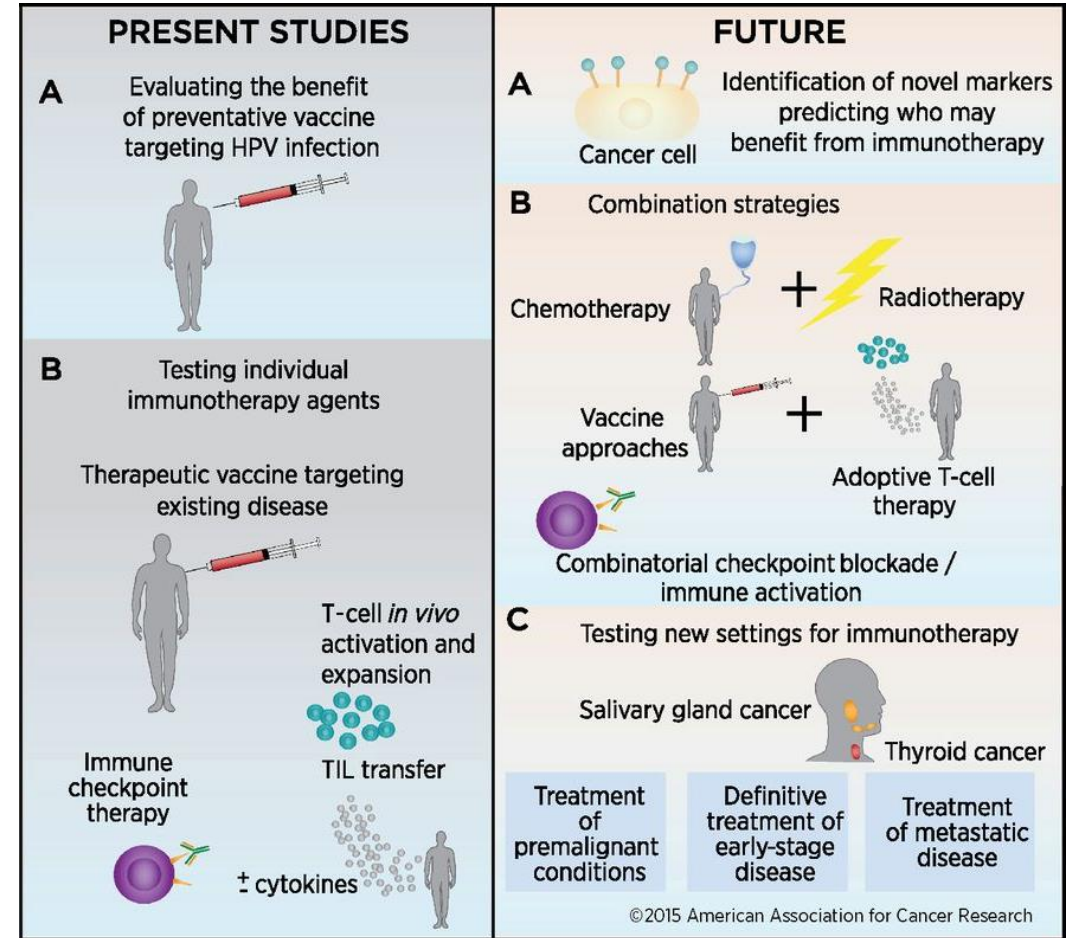 PRESENT STUDIES
A
Evaluating the benefit
of preventative vaccine
targeting HPV infection
B
Testing individual
immunotherapy agents
Therapeutic vaccine targeting
existing disease
T-cell in vivo
activation and
expansion
TIL transfer
Immune
checkpoint
therapy
± cytokines
FUTURE
A
Cancer cell
Identification of novel markers
predicting who may
benefit from immunotherapy
B
Combination strategies
Chemotherapy
+
Radiotherapy
Vaccine
approaches
+
Adoptive T-cell
therapy
Combinatorial checkpoint blockade /
immune activation
C
Testing new settings for immunotherapy
Salivary gland cancer
Thyroid cancer
Treatment
of
premalignant
conditions
Definitive
treatment of
early-stage
disease
Treatment
of metastatic
disease
©2015 American Association for Cancer Research